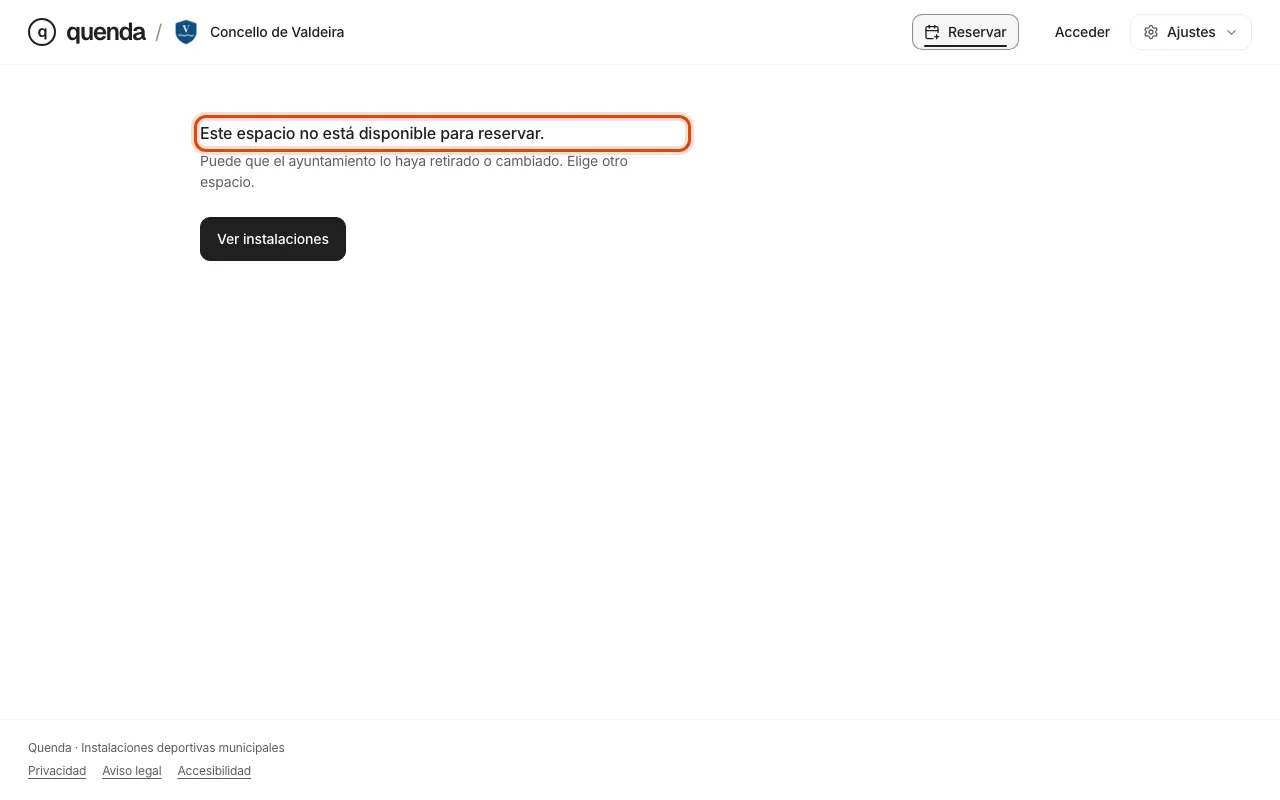 q quenda / V Concello de Valdeira Reservar Acceder Ajustes
Este espacio no está disponible para reservar.
Puede que el ayuntamiento lo haya retirado o cambiado. Elige otro
espacio.
Ver instalaciones
Quenda · Instalaciones deportivas municipales
Privacidad Aviso legal Accesibilidad